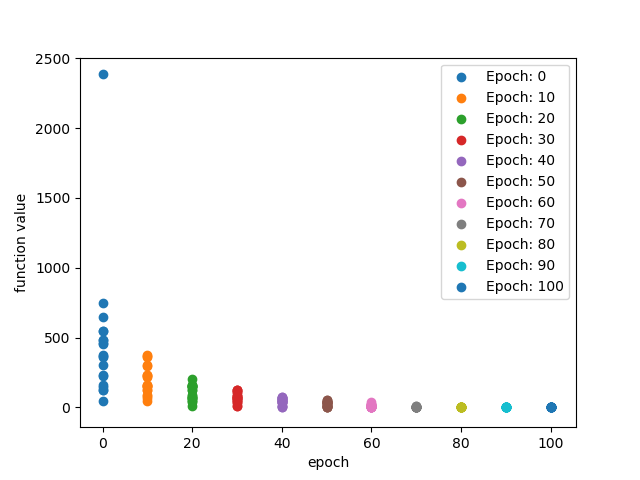 2500
2000
1500
1000
500
0
function value
0
20
40
60
80
100
epoch
Epoch: 0
Epoch: 10
Epoch: 20
Epoch: 30
Epoch: 40
Epoch: 50
Epoch: 60
Epoch: 70
Epoch: 80
Epoch: 90
Epoch: 100